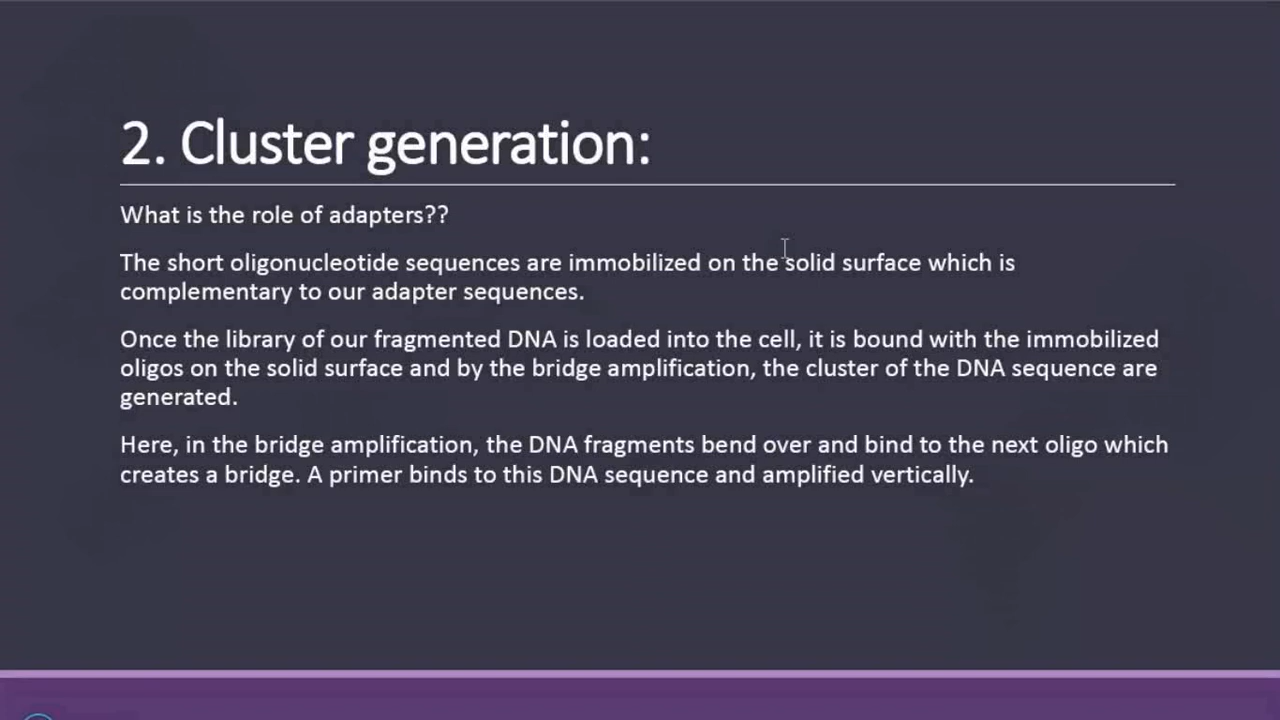 2. Cluster generation:
What is the role of adapters??
The short oligonucleotide sequences are immobilized on the solid surface which is
complementary to our adapter sequences.
Once the library of our fragmented DNA is loaded into the cell, it is bound with the immobilized
oligos on the solid surface and by the bridge amplification, the cluster of the DNA sequence are
generated.
Here, in the bridge amplification, the DNA fragments bend over and bind to the next oligo which
creates a bridge. A primer binds to this DNA sequence and amplified vertically.